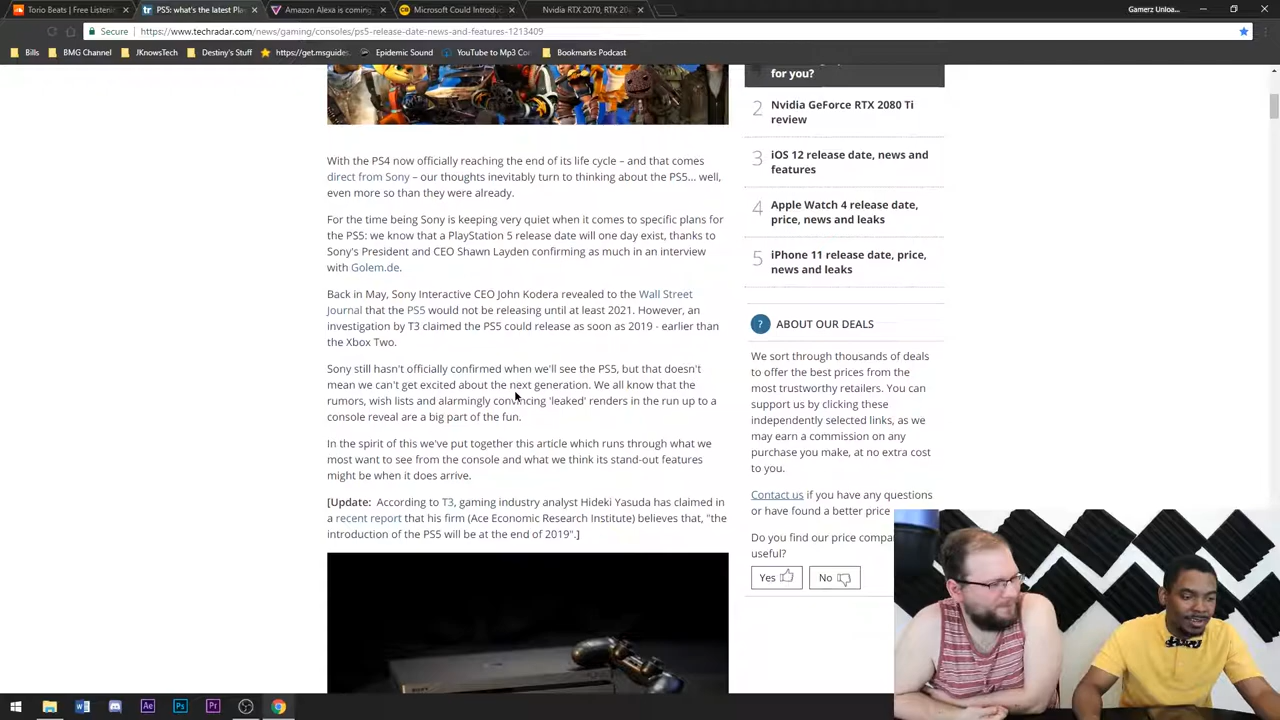 Torio Beats | Free Listenin
PS5: what's the latest Play
Amazon Alexa is coming
Microsoft Could Introduc
Nvidia RTX 2070, RTX 20
Gamerz Unloa...
Secure
https://www.techradar.com/news/gaming/consoles/ps5-release-date-news-and-features-1213409
Bills
BMG Channel
JKnowsTech
Destiny's Stuff
https://get.msguides
Epidemic Sound
YouTube to Mp3 Co
Bookmarks Passport
With the PS4 now officially reaching the end of its life cycle – and that comes
direct from Sony – our thoughts inevitably turn to thinking about the PS5... well,
even more so than they were already.
For the time being Sony is keeping very quiet when it comes to specific plans for
the PS5: we know that a PlayStation 5 release date will one day exist, thanks to
Sony's President and CEO Shawn Layden confirming as much in an interview
with Golem.de.
Back in May, Sony Interactive CEO John Kodera revealed to the Wall Street
Journal that the PS5 would not be releasing until at least 2021. However, an
investigation by T3 claimed the PS5 could release as soon as 2019 - earlier than
the Xbox Two.
Sony still hasn't officially confirmed when we'll see the PS5, but that doesn't
mean we can't get excited about the next generation. We all know that the
rumors, wish lists and alarmingly convincing 'leaked' renders in the run up to a
console reveal are a big part of the fun.
In the spirit of this we've put together this article which runs through what we
most want to see from the console and what we think its stand-out features
might be when it does arrive.
[Update: According to T3, gaming industry analyst Hideki Yasuda has claimed in
a recent report that his firm (Ace Economic Research Institute) believes that, "the
introduction of the PS5 will be at the end of 2019".]
SONY
for you?
2 Nvidia GeForce RTX 2080 Ti
review
3 iOS 12 release date, news and
features
4 Apple Watch 4 release date,
price, news and leaks
5 iPhone 11 release date, price,
news and leaks
? ABOUT OUR DEALS
We sort through thousands of deals
to offer the best prices from the
most trustworthy retailers. You can
support us by clicking these
independently selected links, as we
may earn a commission on any
purchase you make, at no extra cost
to you.
Contact us if you have any questions
or have found a better price
Do you find our price compa
useful?
Yes
No
W
Ae
Ps
Pr